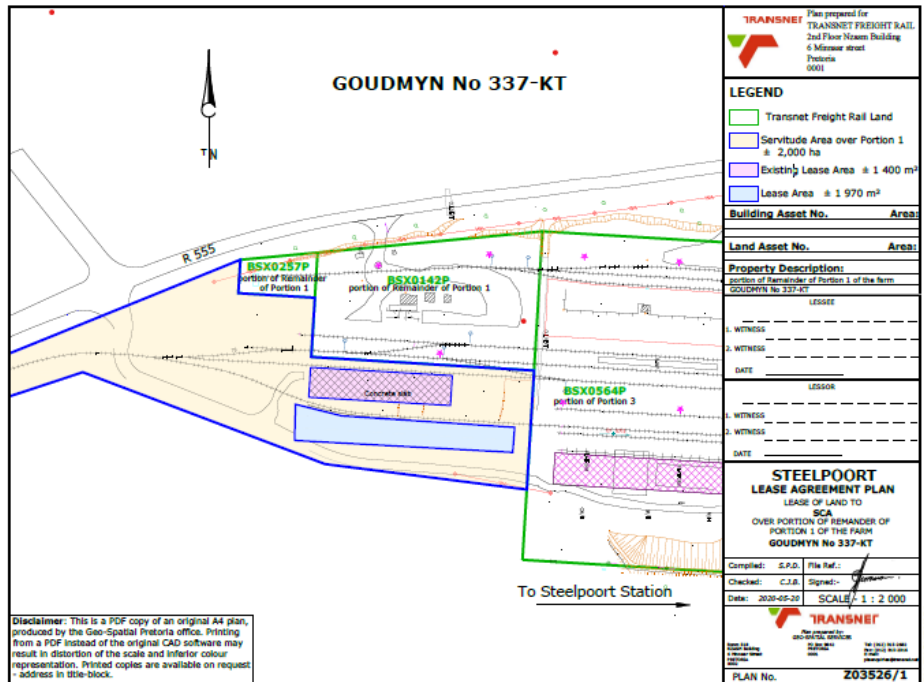 GOUDMYN No 337-KT
N
R 555
BSX0257P
portion of Remainder
of Portion 1
BSX0142P
portion of Remainder of Portion 1
BSX0564P
portion of Portion 3
Concrete slab
To Steelpoort Station
Disclaimer: This is a PDF copy of an original A4 plan,
produced by the Geo-Spatial Pretoria office. Printing
from a PDF instead of the original CAD software may
result in distortion of the scale and inferior colour
representation. Printed copies are available on request
- address in title-block.
TRANSNET
Plan prepared for
TRANSNET FREIGHT RAIL
2nd Floor Nzasm Building
6 Minnaar street
Pretoria
0001
LEGEND
Transnet Freight Rail Land
Servitude Area over Portion 1
± 2,000 ha
Existing Lease Area ± 1 400 m²
Lease Area ± 1 970 m²
Building Asset No. Area:
Land Asset No. Area:
Property Description:
portion of Remainder of Portion 1 of the farm
GOUDMYN No 337-KT
LESSEE
1. WITNESS
2. WITNESS
DATE
LESSOR
1. WITNESS
2. WITNESS
DATE
STEELPOORT
LEASE AGREEMENT PLAN
LEASE OF LAND TO
SCA
OVER PORTION OF REMANDER OF
PORTION 1 OF THE FARM
GOUDMYN No 337-KT
Compiled: S.P.D. File Ref.:
Checked: C.J.B. Signed:-
Date: 2020-05-20 SCALE - 1 : 2 000
TRANSNET
Plan prepared by:
GEO-SPATIAL SERVICES
PLAN No. Z03526/1